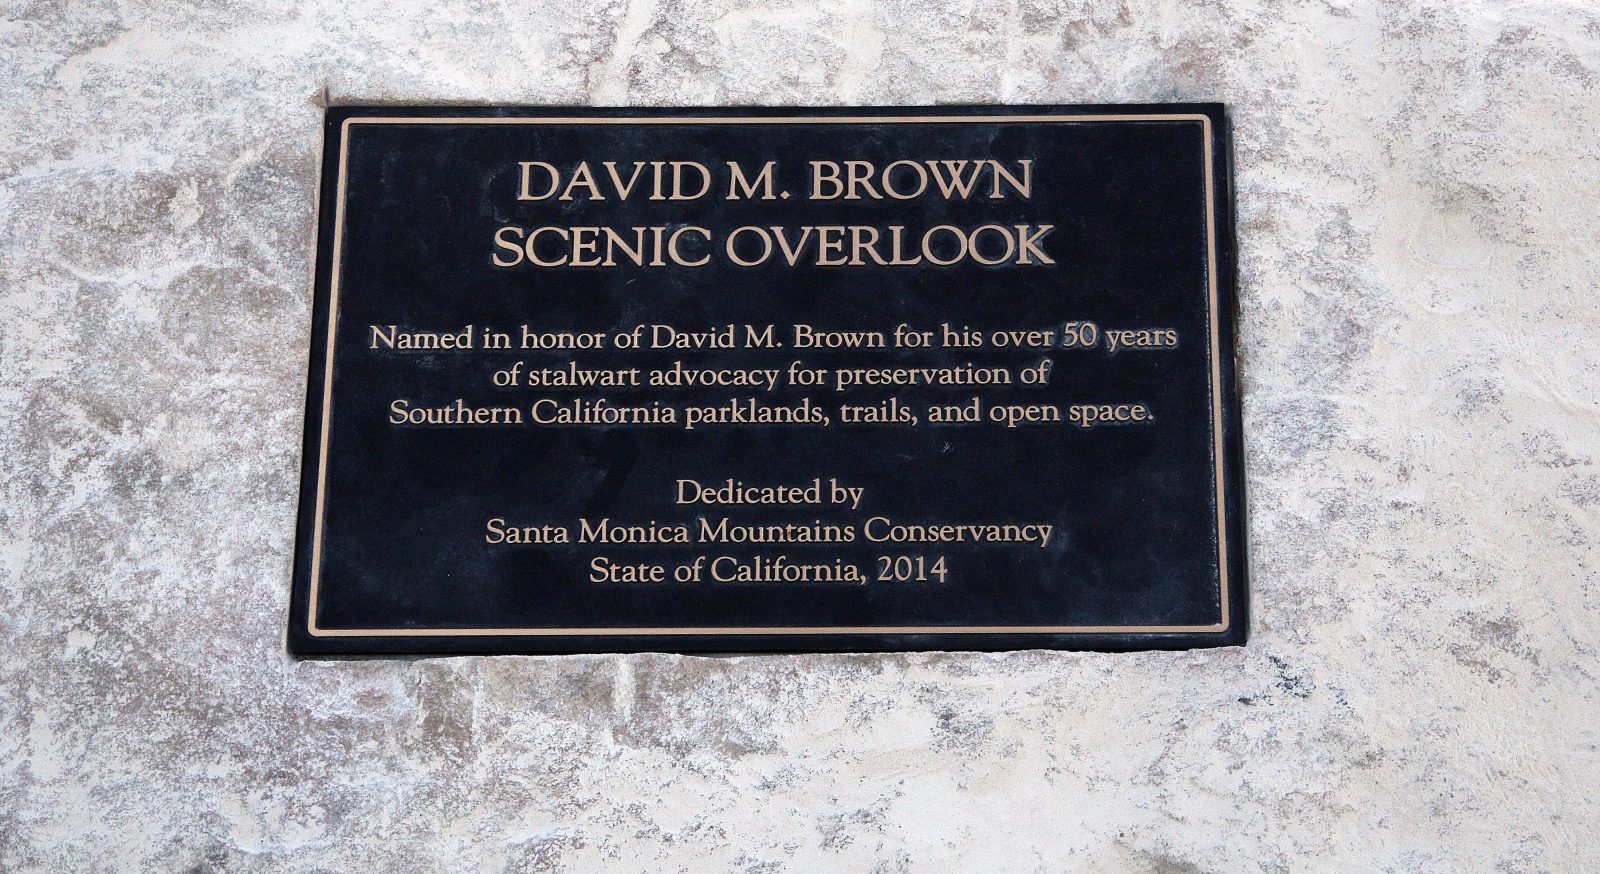 DAVID M. BROWN
SCENIC OVERLOOK
Named in honor of David M. Brown for his over 50 years
of stalwart advocacy for preservation of
Southern California parklands, trails, and open space.
Dedicated by
Santa Monica Mountains Conservancy
State of California, 2014